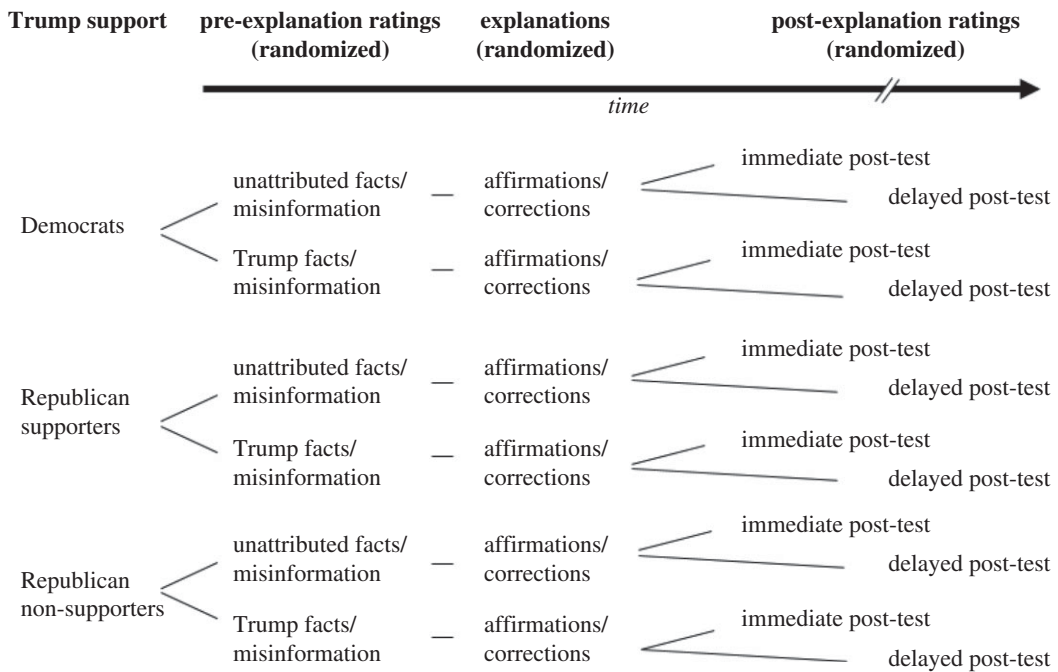 Trump support
pre-explanation ratings
(randomized)
explanations
(randomized)
post-explanation ratings
(randomized)
time
Democrats
unattributed facts/
misinformation
affirmations/
corrections
immediate post-test
delayed post-test
Trump facts/
misinformation
affirmations/
corrections
immediate post-test
delayed post-test
Republican
supporters
unattributed facts/
misinformation
affirmations/
corrections
immediate post-test
delayed post-test
Trump facts/
misinformation
affirmations/
corrections
immediate post-test
delayed post-test
Republican
non-supporters
unattributed facts/
misinformation
affirmations/
corrections
immediate post-test
delayed post-test
Trump facts/
misinformation
affirmations/
corrections
immediate post-test
delayed post-test